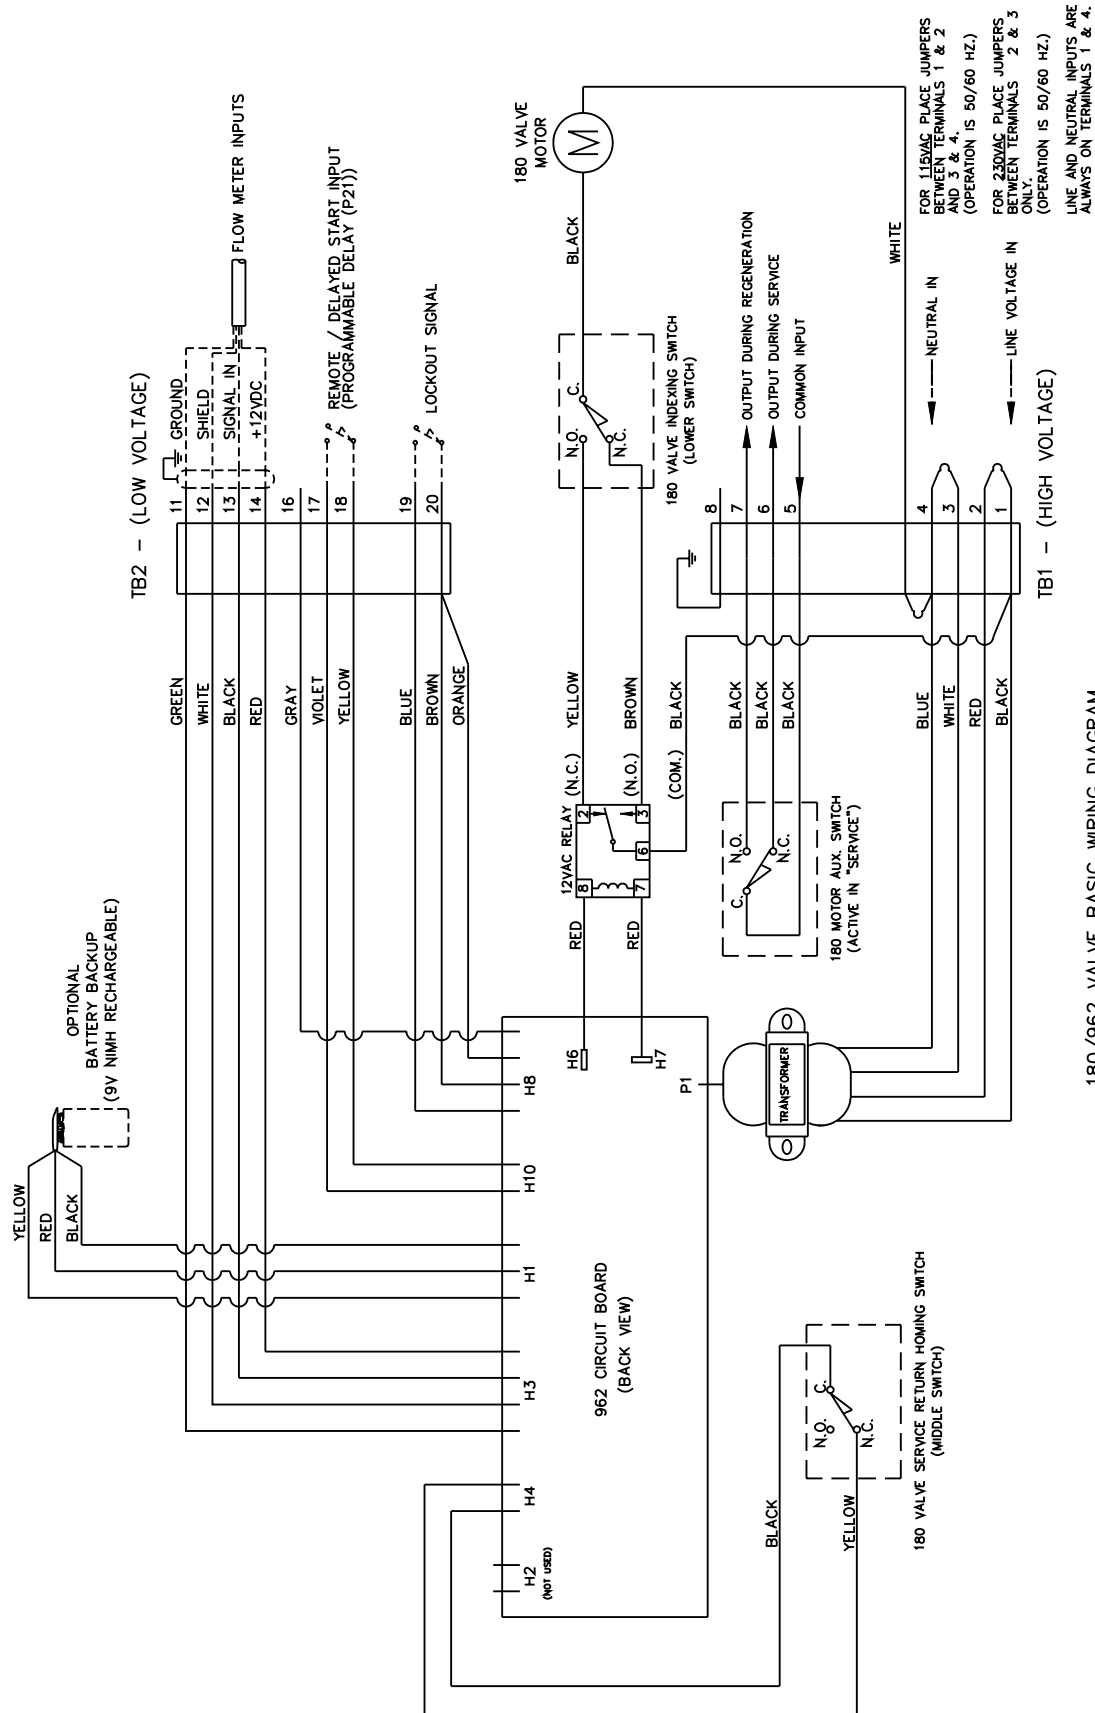 OPTIONAL
BATTERY BACKUP
(9V NIMH RECHARGEABLE)
YELLOW
RED
BLACK
TB2 - (LOW VOLTAGE)
11
12
13
14
16
17
18
19
20
GROUND
SHIELD
SIGNAL IN
+12VDC
FLOW METER INPUTS
REMOTE / DELAYED START INPUT
(PROGRAMMABLE DELAY (P21))
LOCKOUT SIGNAL
GREEN
WHITE
BLACK
RED
GRAY
VIOLET
YELLOW
BLUE
BROWN
ORANGE
H2
(NOT USED)
H4
H3
H1
H10
H8
H6
H7
P1
962 CIRCUIT BOARD
(BACK VIEW)
RED
RED
12VAC RELAY
8
7
2
3
6
(N.C.)
(N.O.)
(COM.)
YELLOW
BROWN
BLACK
180 VALVE
MOTOR
M
BLACK
WHITE
C.
N.O.
N.C.
180 VALVE INDEXING SWITCH
(LOWER SWITCH)
OUTPUT DURING REGENERATION
OUTPUT DURING SERVICE
COMMON INPUT
8
7
6
5
4
3
2
1
TB1 - (HIGH VOLTAGE)
NEUTRAL IN
LINE VOLTAGE IN
BLACK
BLACK
BLACK
BLUE
WHITE
RED
BLACK
C.
N.O.
N.C.
180 MOTOR AUX. SWITCH
(ACTIVE IN "SERVICE")
TRANSFORMER
BLACK
YELLOW
N.O.
C.
N.C.
180 VALVE SERVICE RETURN HOMING SWITCH
(MIDDLE SWITCH)
FOR 115VAC PLACE JUMPERS
BETWEEN TERMINALS 1 & 2
AND 3 & 4.
(OPERATION IS 50/60 HZ.)
FOR 230VAC PLACE JUMPERS
BETWEEN TERMINALS 2 & 3
ONLY.
(OPERATION IS 50/60 HZ.)
LINE AND NEUTRAL INPUTS ARE
ALWAYS ON TERMINALS 1 & 4.
180/962 VALVE BASIC WIRING DIAGRAM